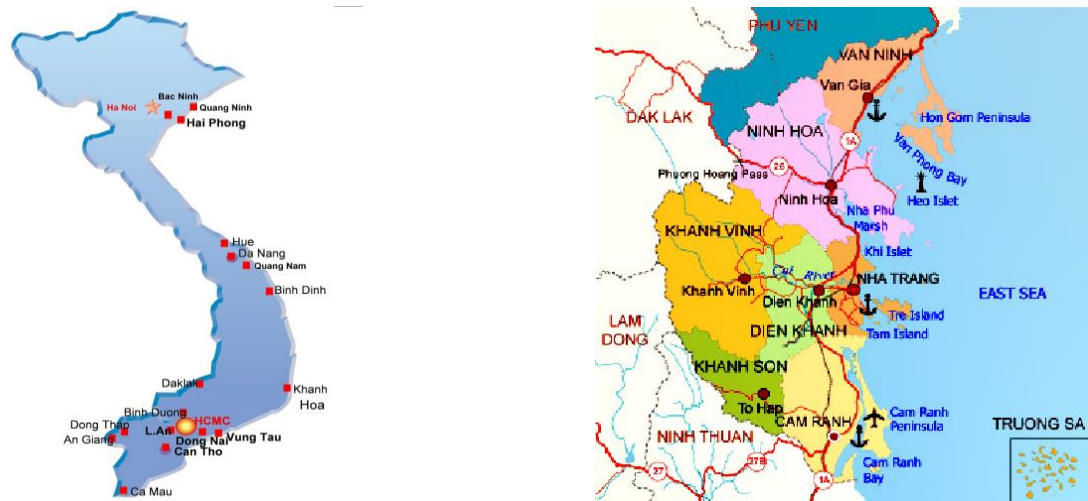 Bac Ninh
Ha Noi
Quang Ninh
Hai Phong
Hue
Da Nang
Quang Nam
Binh Dinh
Daklak
Khanh
Hoa
Binh Duong
HCMC
Dong Thap
L.An
An Giang
Dong Nai
Vung Tau
Can Tho
Ca Mau
PHU YEN
VAN NINH
Van Gia
DAK LAK
Hon Gom Peninsula
NINH HOA
1A
Van Phong Bay
26
Phuong Hoang Pass
Ninh Hoa
Heo Islet
Nha Phu
Marsh
KHANH VINH
Khi Islet
Cai River
NHA TRANG
Khanh Vinh
Dien Khanh
EAST SEA
Tre Island
LAM
DONG
DIEN KHANH
Tam Island
KHANH SON
To Hap
CAM RANH
Cam Ranh
Peninsula
TRUONG SA
NINH THUAN
27B
Cam Ranh
Bay
27
1A